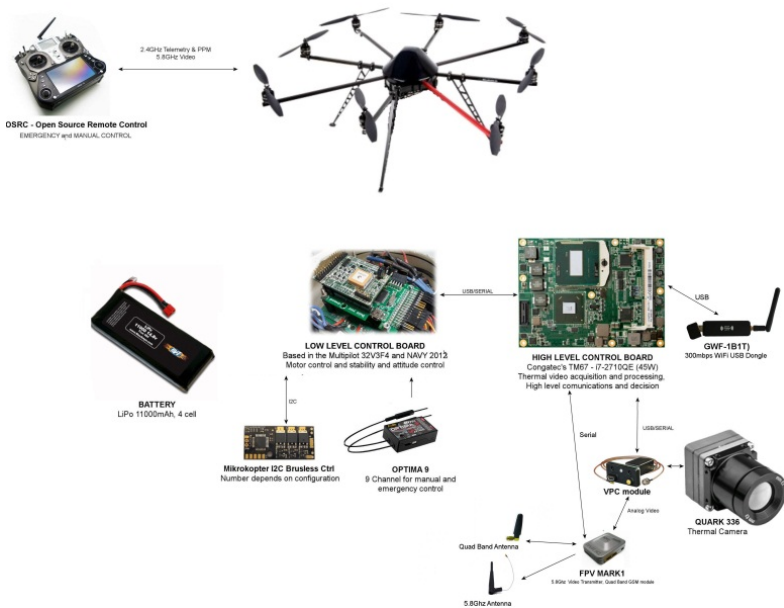 2.4GHz Telemetry & PPM
5.8GHz Video
OSRC - Open Source Remote Control
EMERGENCY and MANUAL CONTROL
USB/SERIAL
USB
LOW LEVEL CONTROL BOARD
Based in the Multipilot 32V3F4 and NAVY 2013
Motor control and stability and attitude control
HIGH LEVEL CONTROL BOARD
Congatec's TM67 - i7-2710QE (45W)
Thermal video acquisition and processing,
High level comunications and decision
GWF-1B1T)
300mbps WiFi USB Dongle
BATTERY
LiPo 11000mAh, 4 cell
I2C
Serial
USB/SERIAL
Mikrokopter I2C Brusless Ctrl
Number depends on configuration
OPTIMA 9
9 Channel for manual and
emergency control
VPC module
QUARK 336
Thermal Camera
Analog Video
Quad Band Antenna
FPV MARK1
5.8Ghz Video Transmitter, Quad Band GSM module
5.8Ghz Antenna